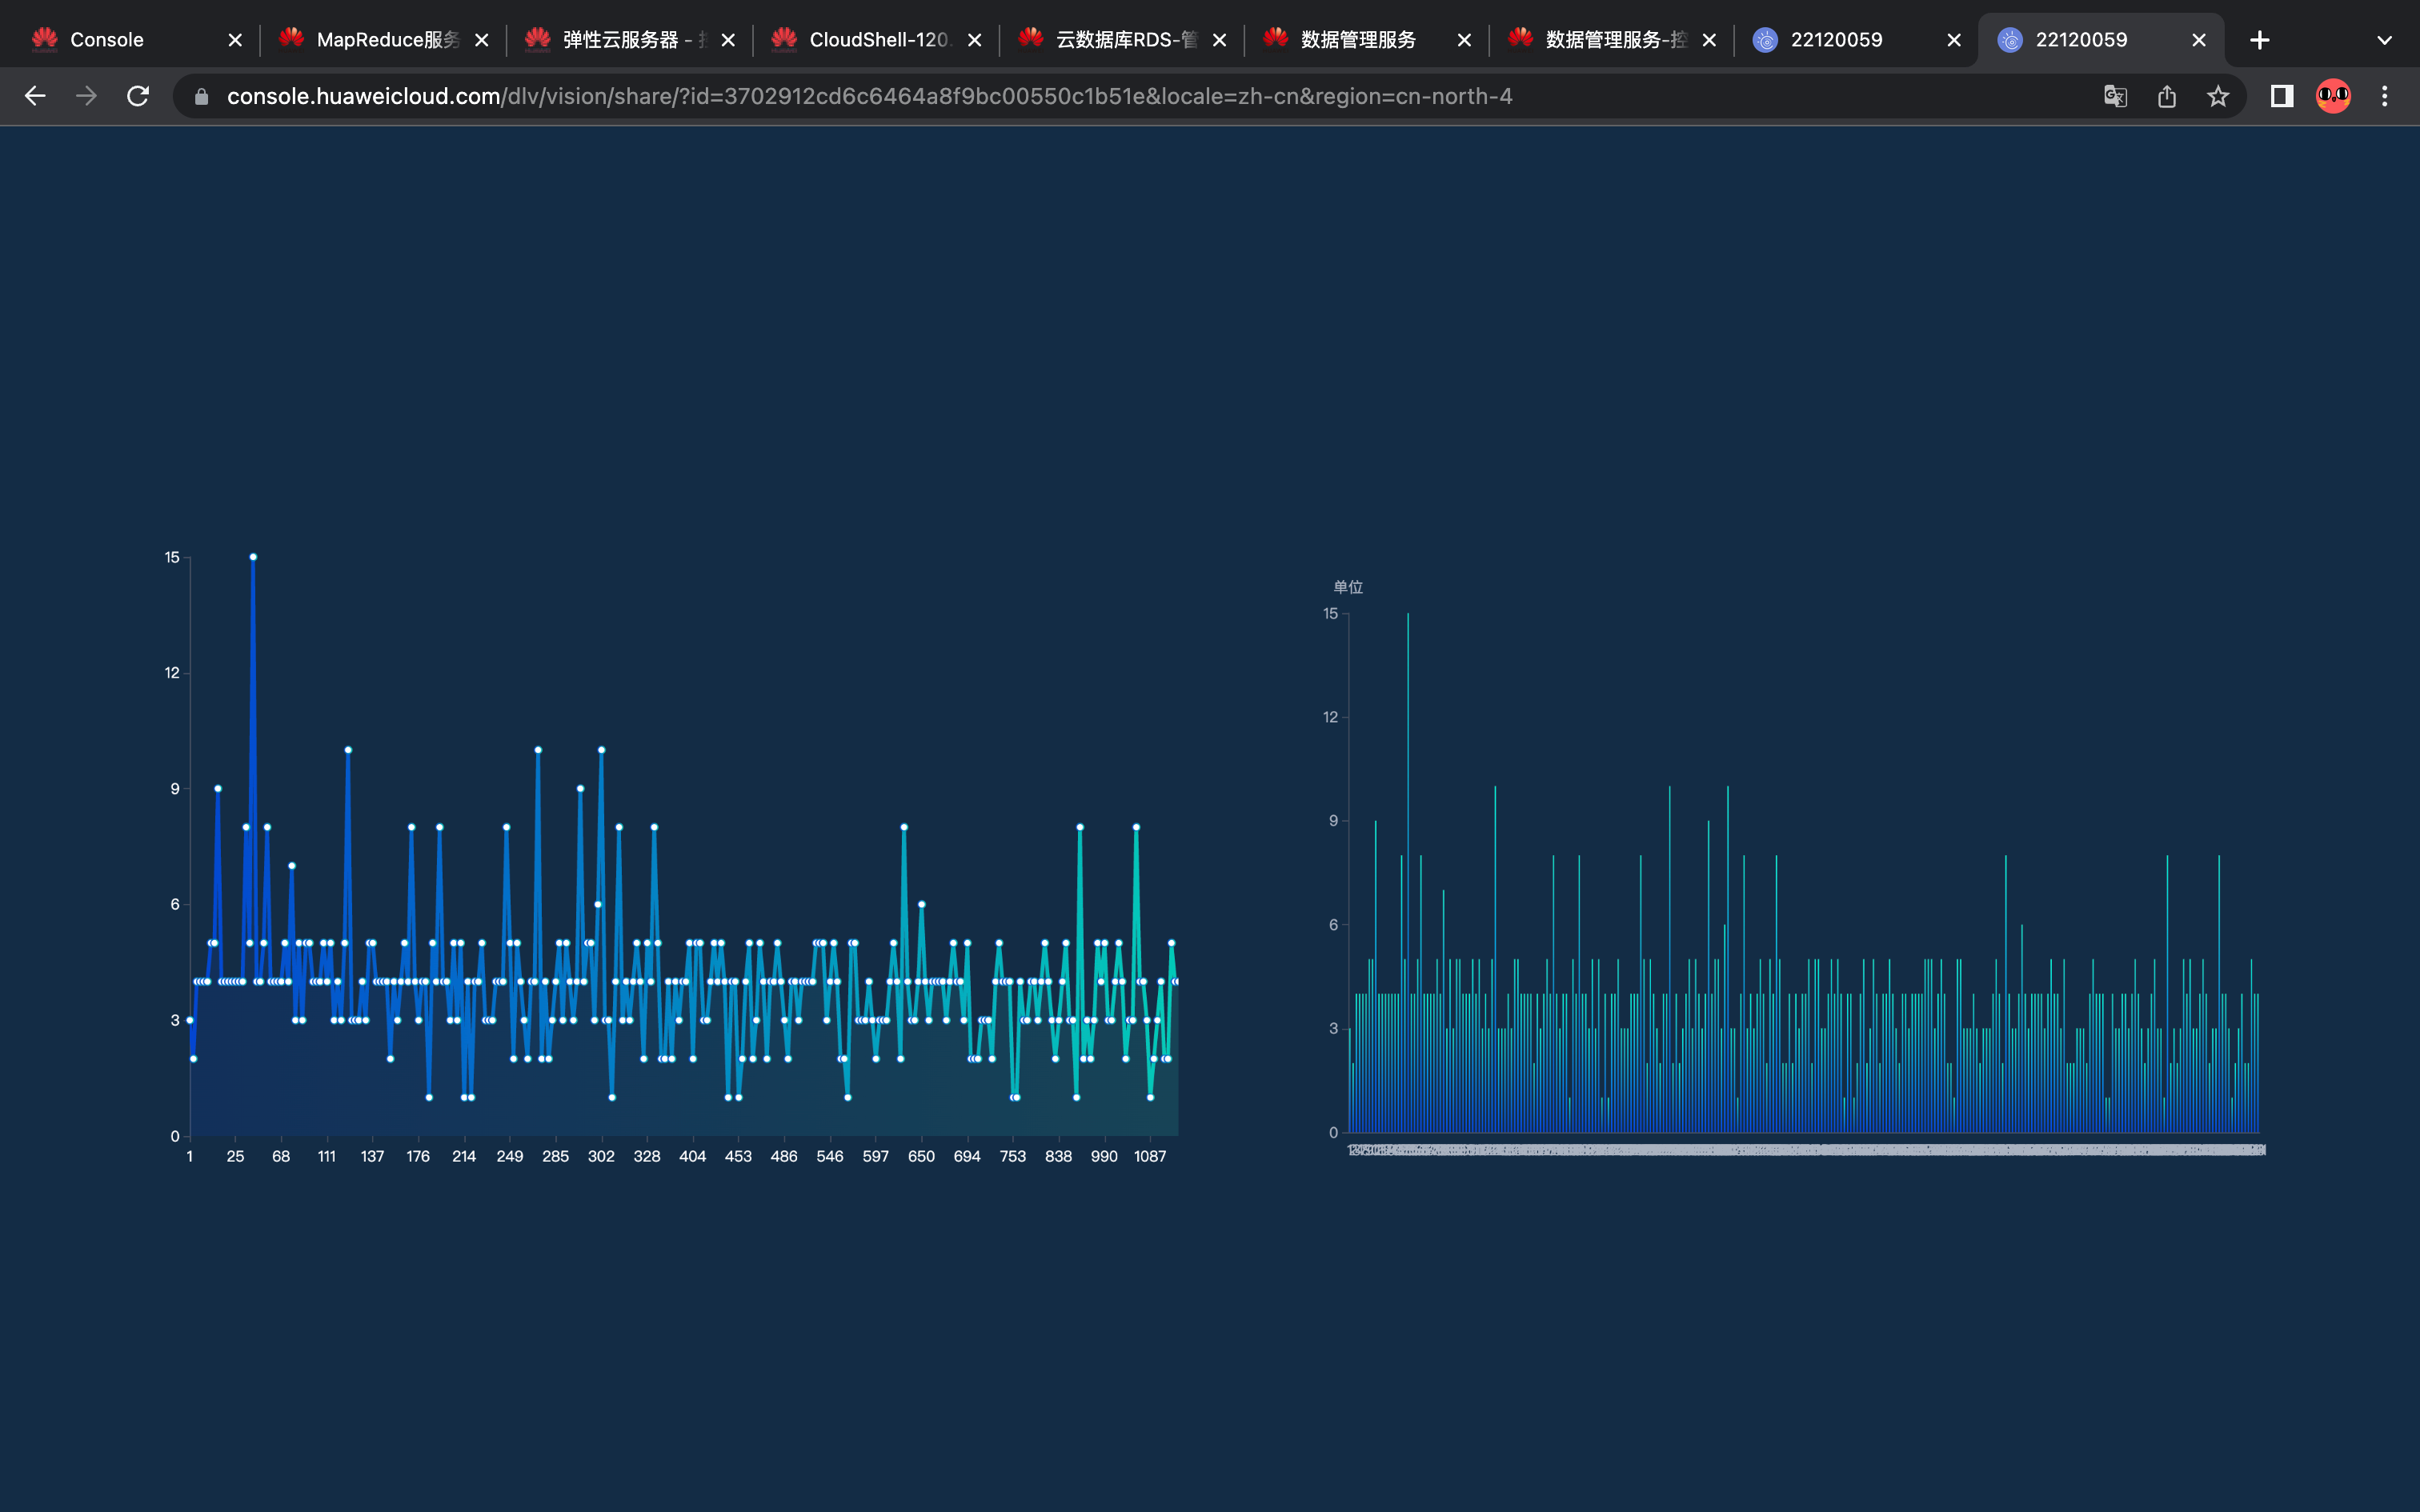 Console
MapReduce服务
弹性云服务器 -
CloudShell-120.
云数据库RDS-管
数据管理服务
数据管理服务-控
22120059
22120059
console.huaweicloud.com/dlv/vision/share/?id=3702912cd6c6464a8f9bc00550c1b51e&locale=zh-cn&region=cn-north-4
15
12
9
6
3
0
1 25 68 111 137 176 214 249 285 302 328 404 453 486 546 597 650 694 753 838 990 1087
单位
15
12
9
6
3
0